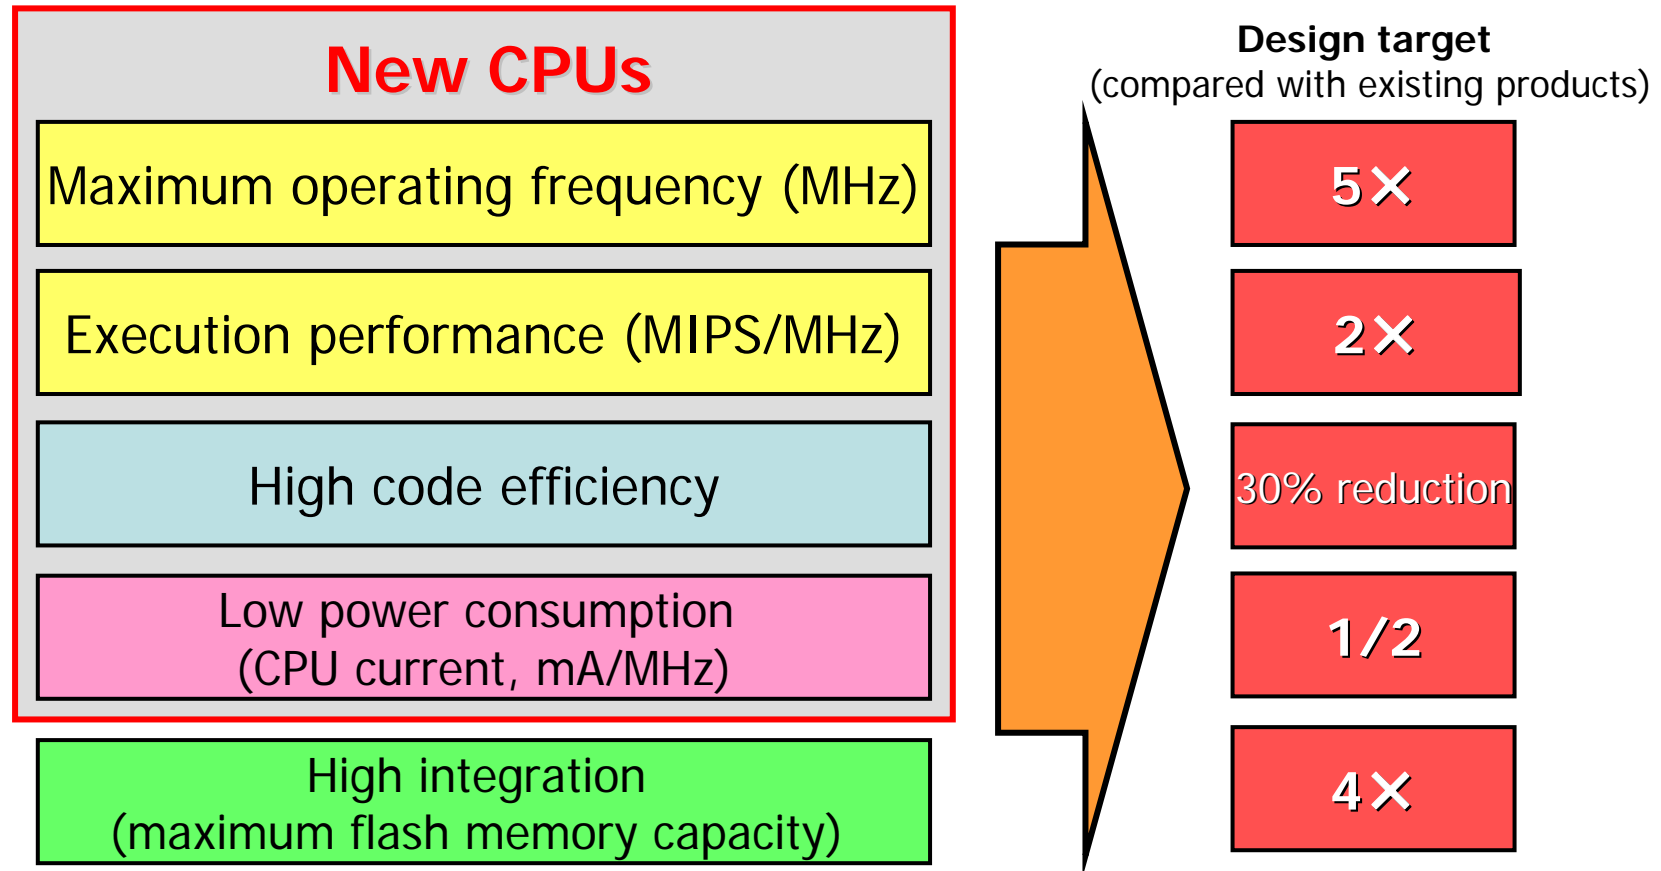 New CPUs
Design target
(compared with existing products)
Maximum operating frequency (MHz)
5×
Execution performance (MIPS/MHz)
2×
High code efficiency
30% reduction
Low power consumption
(CPU current, mA/MHz)
1/2
High integration
(maximum flash memory capacity)
4×